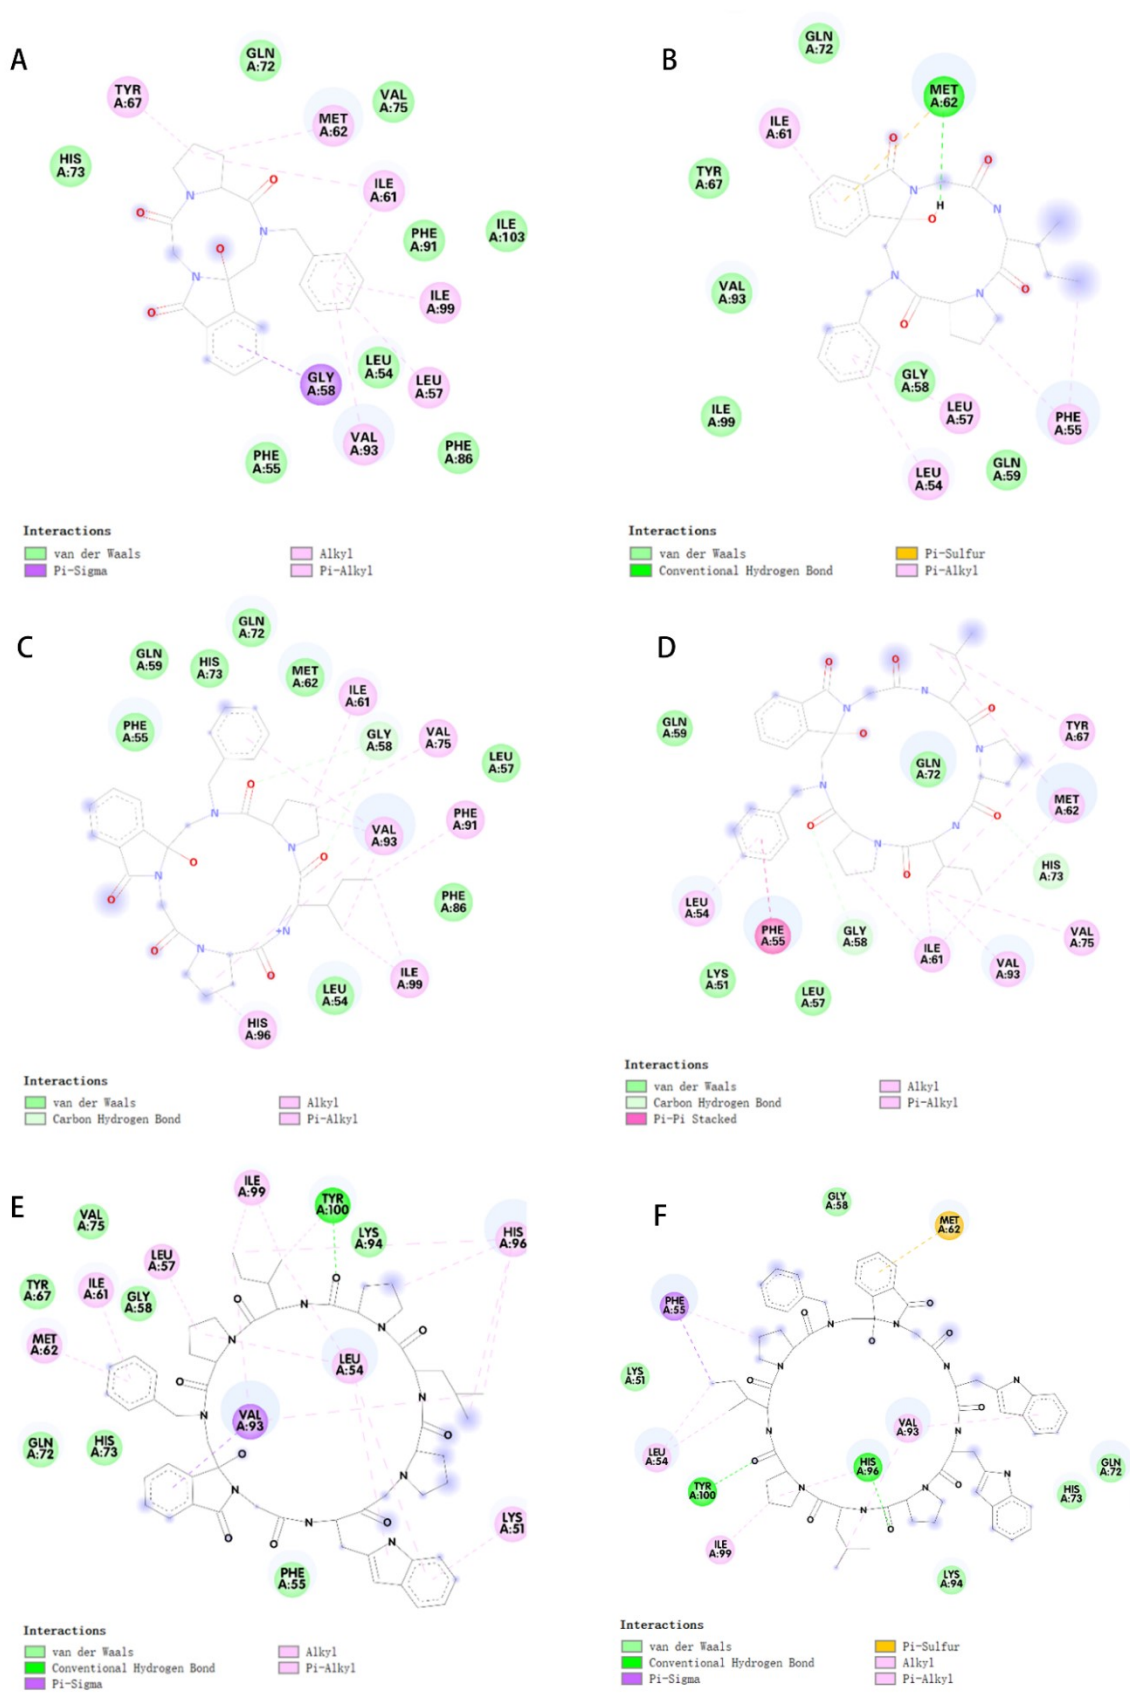 A
GLN
A:72
TYR
A:67
VAL
A:75
MET
A:62
HIS
A:73
ILE
A:61
ILE
A:103
PHE
A:91
ILE
A:99
LEU
A:54
GLY
A:58
LEU
A:57
VAL
A:93
PHE
A:55
PHE
A:86
N
O
O
N
O
N
O
Interactions
van der Waals
Alkyl
Pi-Sigma
Pi-Alkyl
B
GLN
A:72
MET
A:62
ILE
A:61
TYR
A:67
VAL
A:93
GLY
A:58
ILE
A:99
LEU
A:57
PHE
A:55
LEU
A:54
GLN
A:59
O
O
N
H
O
N
N
N
O
O
O
Interactions
van der Waals
Pi-Sulfur
Conventional Hydrogen Bond
Pi-Alkyl
C
GLN
A:72
GLN
A:59
HIS
A:73
MET
A:62
ILE
A:61
PHE
A:55
GLY
A:58
VAL
A:75
LEU
A:57
PHE
A:91
VAL
A:93
PHE
A:86
LEU
A:54
ILE
A:99
HIS
A:96
O
N
N
O
O
N
O
+N
O
N
O
Interactions
van der Waals
Alkyl
Carbon Hydrogen Bond
Pi-Alkyl
D
GLN
A:59
TYR
A:67
GLN
A:72
MET
A:62
HIS
A:73
LEU
A:54
PHE
A:55
GLY
A:58
ILE
A:61
VAL
A:75
VAL
A:93
LYS
A:51
LEU
A:57
O
O
N
N
O
O
N
N
O
O
N
N
O
Interactions
van der Waals
Alkyl
Carbon Hydrogen Bond
Pi-Alkyl
Pi-Pi Stacked
E
ILE
A:99
TYR
A:100
VAL
A:75
LYS
A:94
HIS
A:96
LEU
A:57
TYR
A:67
ILE
A:61
GLY
A:58
MET
A:62
LEU
A:54
VAL
A:93
GLN
A:72
HIS
A:73
LYS
A:51
PHE
A:55
O
O
N
N
N
O
O
N
N
O
O
N
N
O
O
N
O
N
Interactions
van der Waals
Alkyl
Conventional Hydrogen Bond
Pi-Alkyl
Pi-Sigma
F
GLY
A:58
MET
A:62
PHE
A:55
LYS
A:51
VAL
A:93
LEU
A:54
HIS
A:96
GLN
A:72
TYR
A:100
HIS
A:73
ILE
A:99
LYS
A:94
N
O
N
N
O
O
O
N
O
N
O
N
O
N
O
N
N
O
N
O
N
N
O
Interactions
van der Waals
Pi-Sulfur
Conventional Hydrogen Bond
Alkyl
Pi-Sigma
Pi-Alkyl